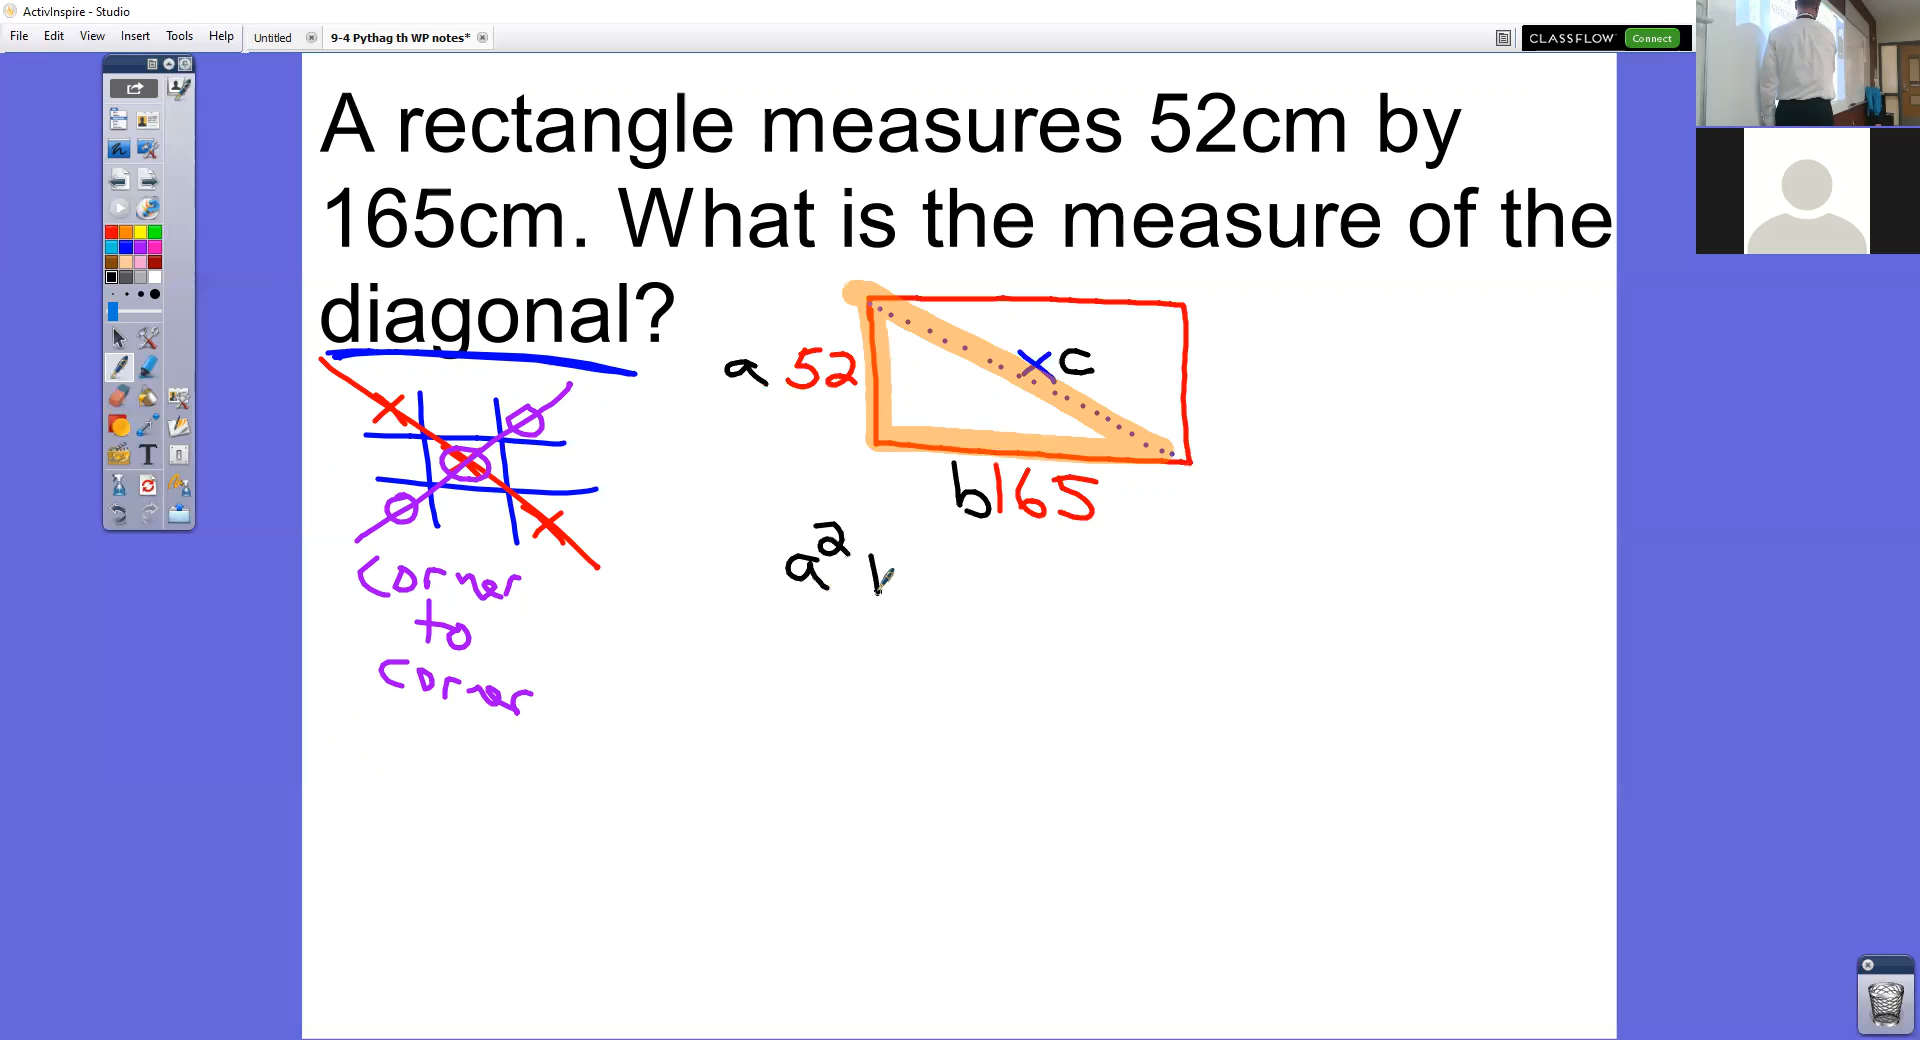 ActivInspire - Studio
File Edit View Insert Tools Help
Untitled
9-4 Pythag th WP notes*
CLASSFLOW Connect
A rectangle measures 52cm by
165cm. What is the measure of the
diagonal?
a 52
x c
b 165
a² b
corner
to
corner